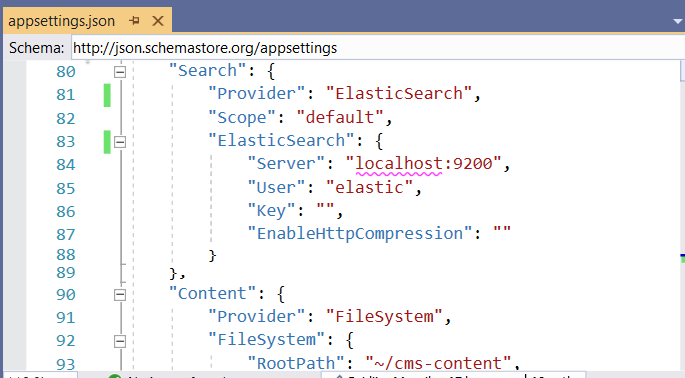 appsettings.json
Schema: http://json.schemastore.org/appsettings
80 "Search": {
81 "Provider": "ElasticSearch",
82 "Scope": "default",
83 "ElasticSearch": {
84 "Server": "localhost:9200",
85 "User": "elastic",
86 "Key": "",
87 "EnableHttpCompression": ""
88 }
89 },
90 "Content": {
91 "Provider": "FileSystem",
92 "FileSystem": {
93 "RootPath": "~/cms-content",